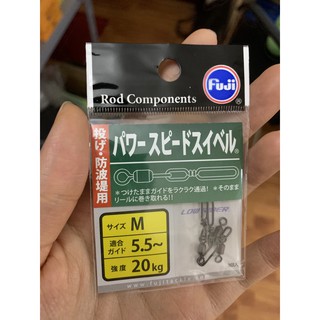 Fuji
Rod Components
®
投げ・防波堤用
パワースピードスイベル®
*つけたままガイドをラクラク通過! *そのまま
リールに巻き取れる!!
サイズ M
適合ガイド 5.5〜
強度 20kg